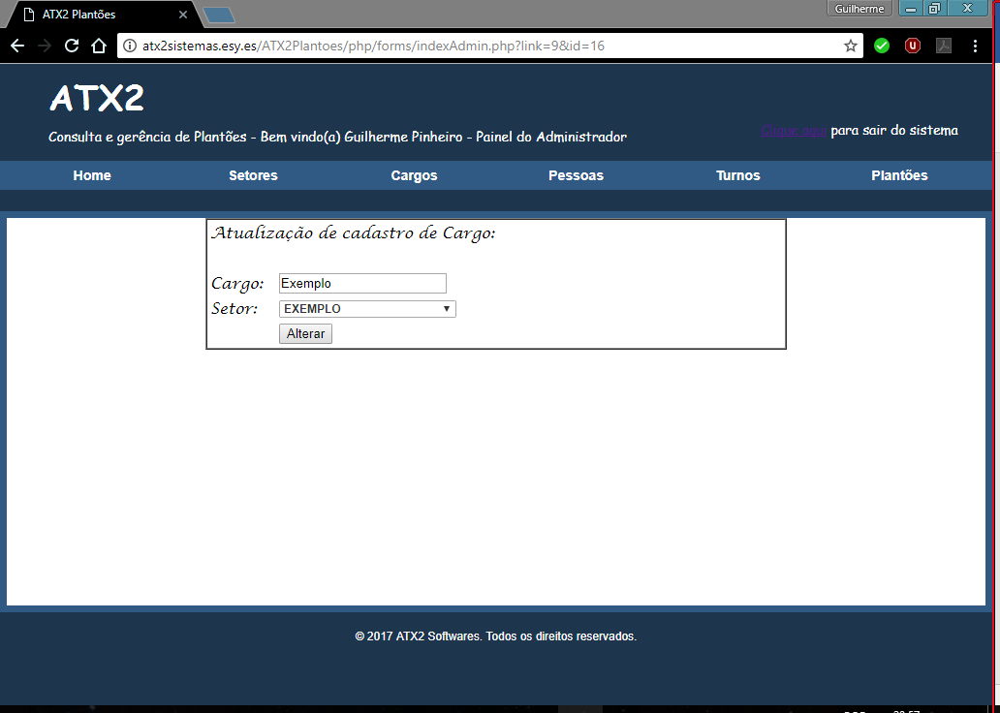 ATX2 Plantões
Guilherme
atx2sistemas.esy.es/ATX2Plantoes/php/forms/indexAdmin.php?link=9&id=16
ATX2
Consulta e gerência de Plantões - Bem vindo(a) Guilherme Pinheiro - Painel do Administrador
Clique aqui para sair do sistema
Home Setores Cargos Pessoas Turnos Plantões
Atualização de cadastro de Cargo:
Cargo: Exemplo
Setor: EXEMPLO
Alterar
© 2017 ATX2 Softwares. Todos os direitos reservados.